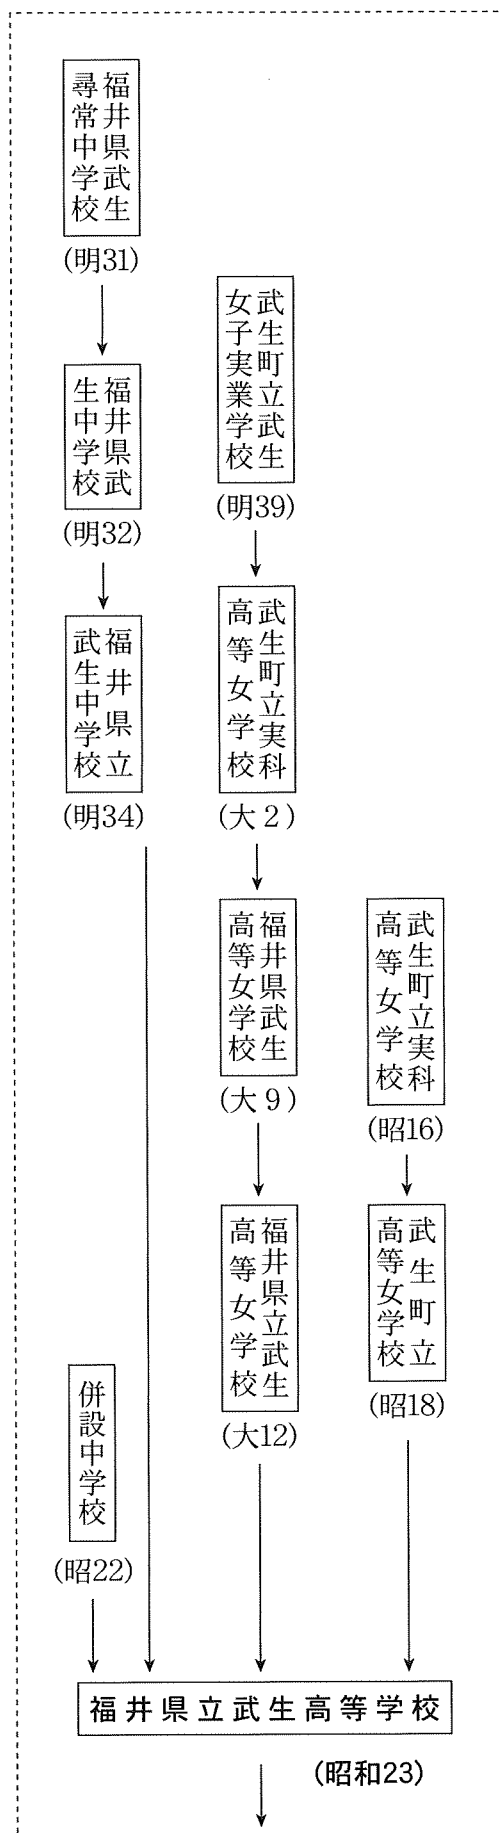 福井県武生
尋常中学校
(明31)
福井県武
生中学校
(明32)
福井県立
武生中学校
(明34)
武生町立武生
女子実業学校
(明39)
武生町立実科
高等女学校
(大2)
福井県武生
高等女学校
(大9)
福井県立武生
高等女学校
(大12)
武生町立実科
高等女学校
(昭16)
武生町立
高等女学校
(昭18)
併設中学校
(昭22)
福井県立武生高等学校
(昭和23)